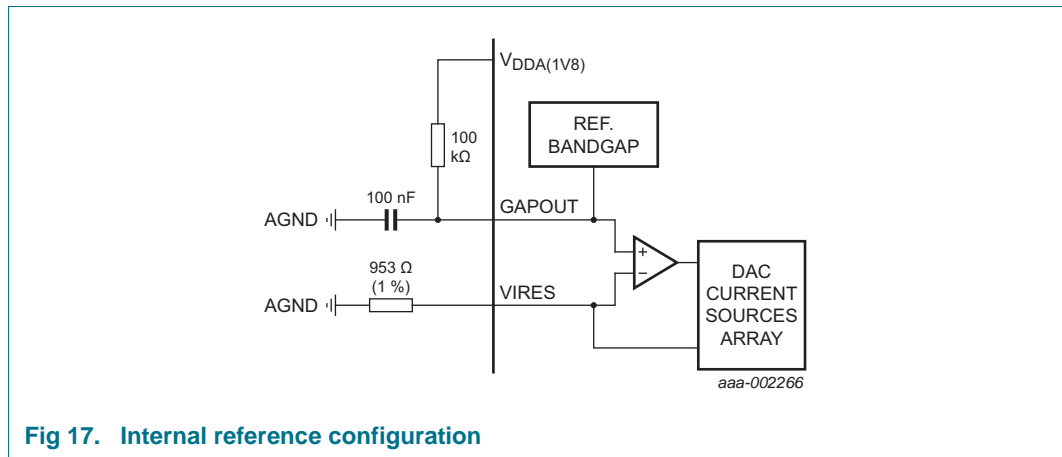 VDDA(1V8)
100
kΩ
REF.
BANDGAP
100 nF
GAPOUT
AGND
+
−
953 Ω
(1 %)
VIRES
AGND
DAC
CURRENT
SOURCES
ARRAY
aaa-002266
Fig 17. Internal reference configuration